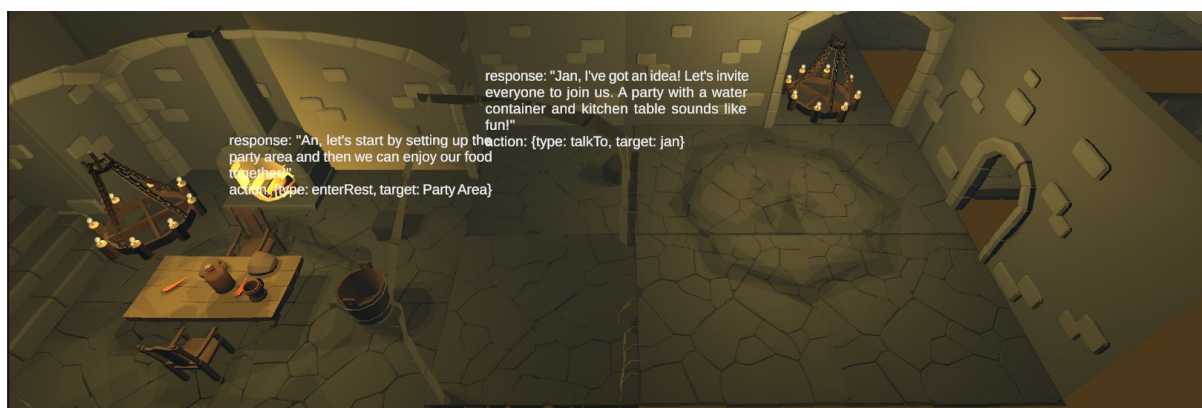 response: "An, let's start by setting up the
party area and then we can enjoy our food
together!"
action: {type: enterRest, target: Party Area}
response: "Jan, I've got an idea! Let's invite
everyone to join us. A party with a water
container and kitchen table sounds like
fun!"
action: {type: talkTo, target: jan}